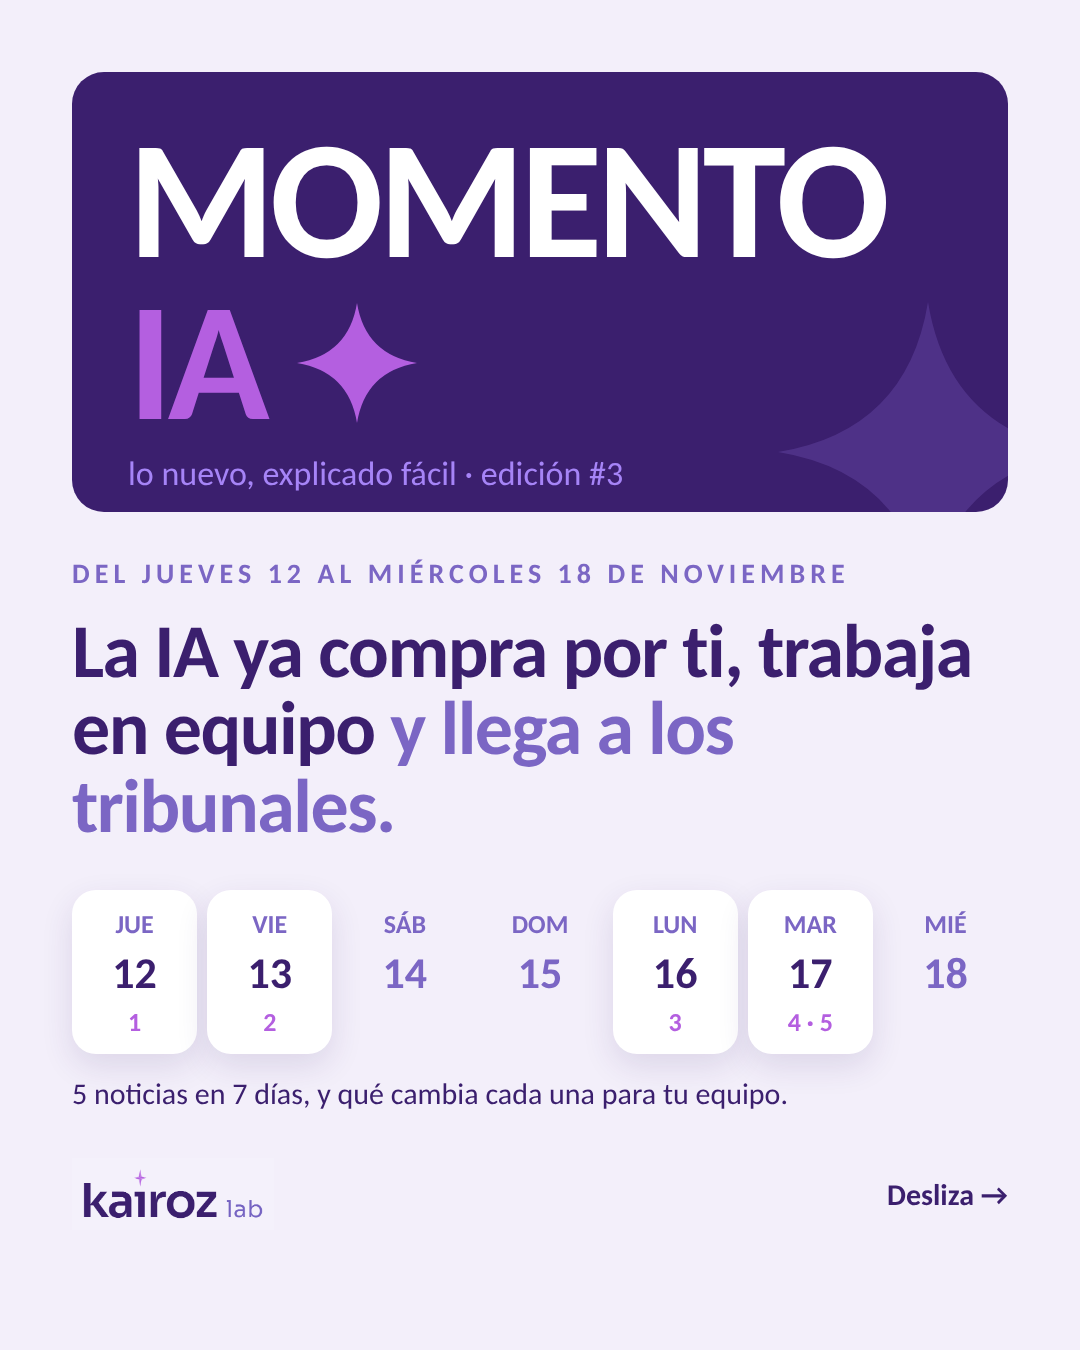 MOMENTO
IA
lo nuevo, explicado fácil · edición #3
DEL JUEVES 12 AL MIÉRCOLES 18 DE NOVIEMBRE
La IA ya compra por ti, trabaja
en equipo y llega a los
tribunales.
JUE VIE SÁB DOM LUN MAR MIÉ
12 13 14 15 16 17 18
1 2 3 4 · 5
5 noticias en 7 días, y qué cambia cada una para tu equipo.
kairoz lab
Desliza →